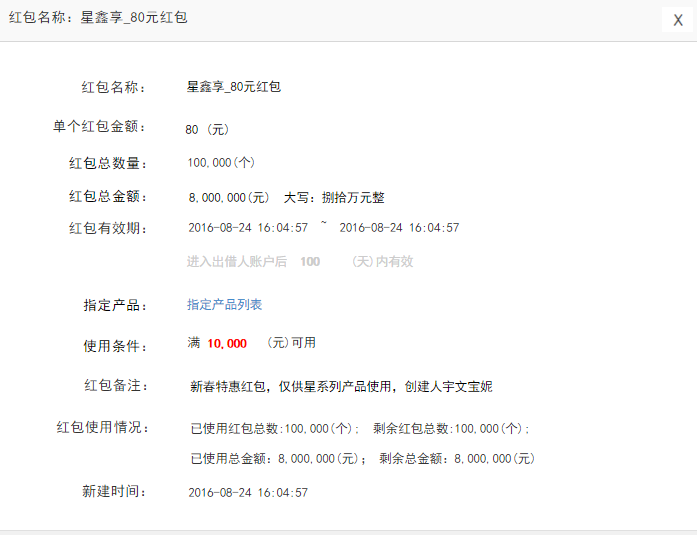 红包名称：星鑫享_80元红包 X
红包名称： 星鑫享_80元红包
单个红包金额： 80 (元)
红包总数量： 100,000(个)
红包总金额： 8,000,000(元) 大写：捌拾万元整
红包有效期： 2016-08-24 16:04:57 ~ 2016-08-24 16:04:57
进入出借人账户后 100 (天)内有效
指定产品： 指定产品列表
使用条件： 满 10,000 (元)可用
红包备注： 新春特惠红包，仅供星系列产品使用，创建人宇文宝妮
红包使用情况： 已使用红包总数:100,000(个); 剩余红包总数:100,000(个);
已使用总金额：8,000,000(元)； 剩余总金额：8,000,000(元)
新建时间： 2016-08-24 16:04:57